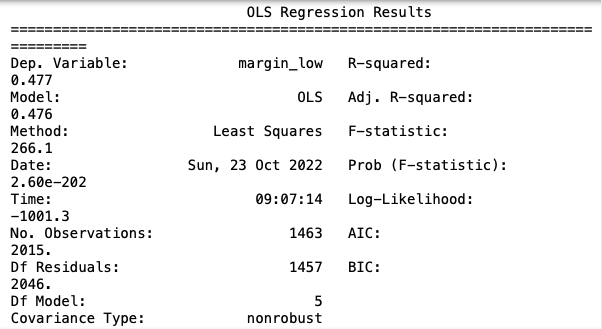 OLS Regression Results
==============================================================================
=========
Dep. Variable: margin_low R-squared:
0.477
Model: OLS Adj. R-squared:
0.476
Method: Least Squares F-statistic:
266.1
Date: Sun, 23 Oct 2022 Prob (F-statistic):
2.60e-202
Time: 09:07:14 Log-Likelihood:
-1001.3
No. Observations: 1463 AIC:
2015.
Df Residuals: 1457 BIC:
2046.
Df Model: 5
Covariance Type: nonrobust